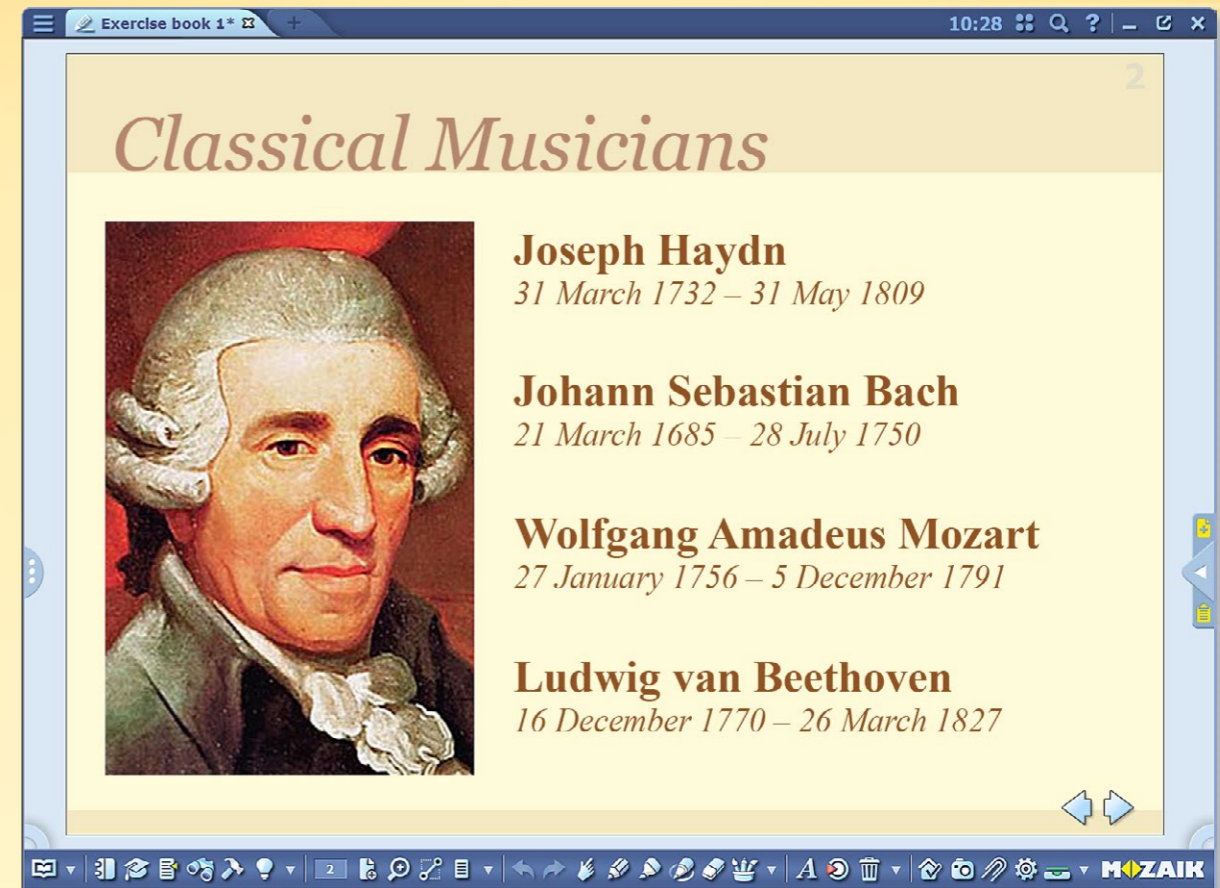 Exercise book 1*
10:28
2
Classical Musicians
Joseph Haydn
31 March 1732 – 31 May 1809
Johann Sebastian Bach
21 March 1685 – 28 July 1750
Wolfgang Amadeus Mozart
27 January 1756 – 5 December 1791
Ludwig van Beethoven
16 December 1770 – 26 March 1827
2
MOZAIK